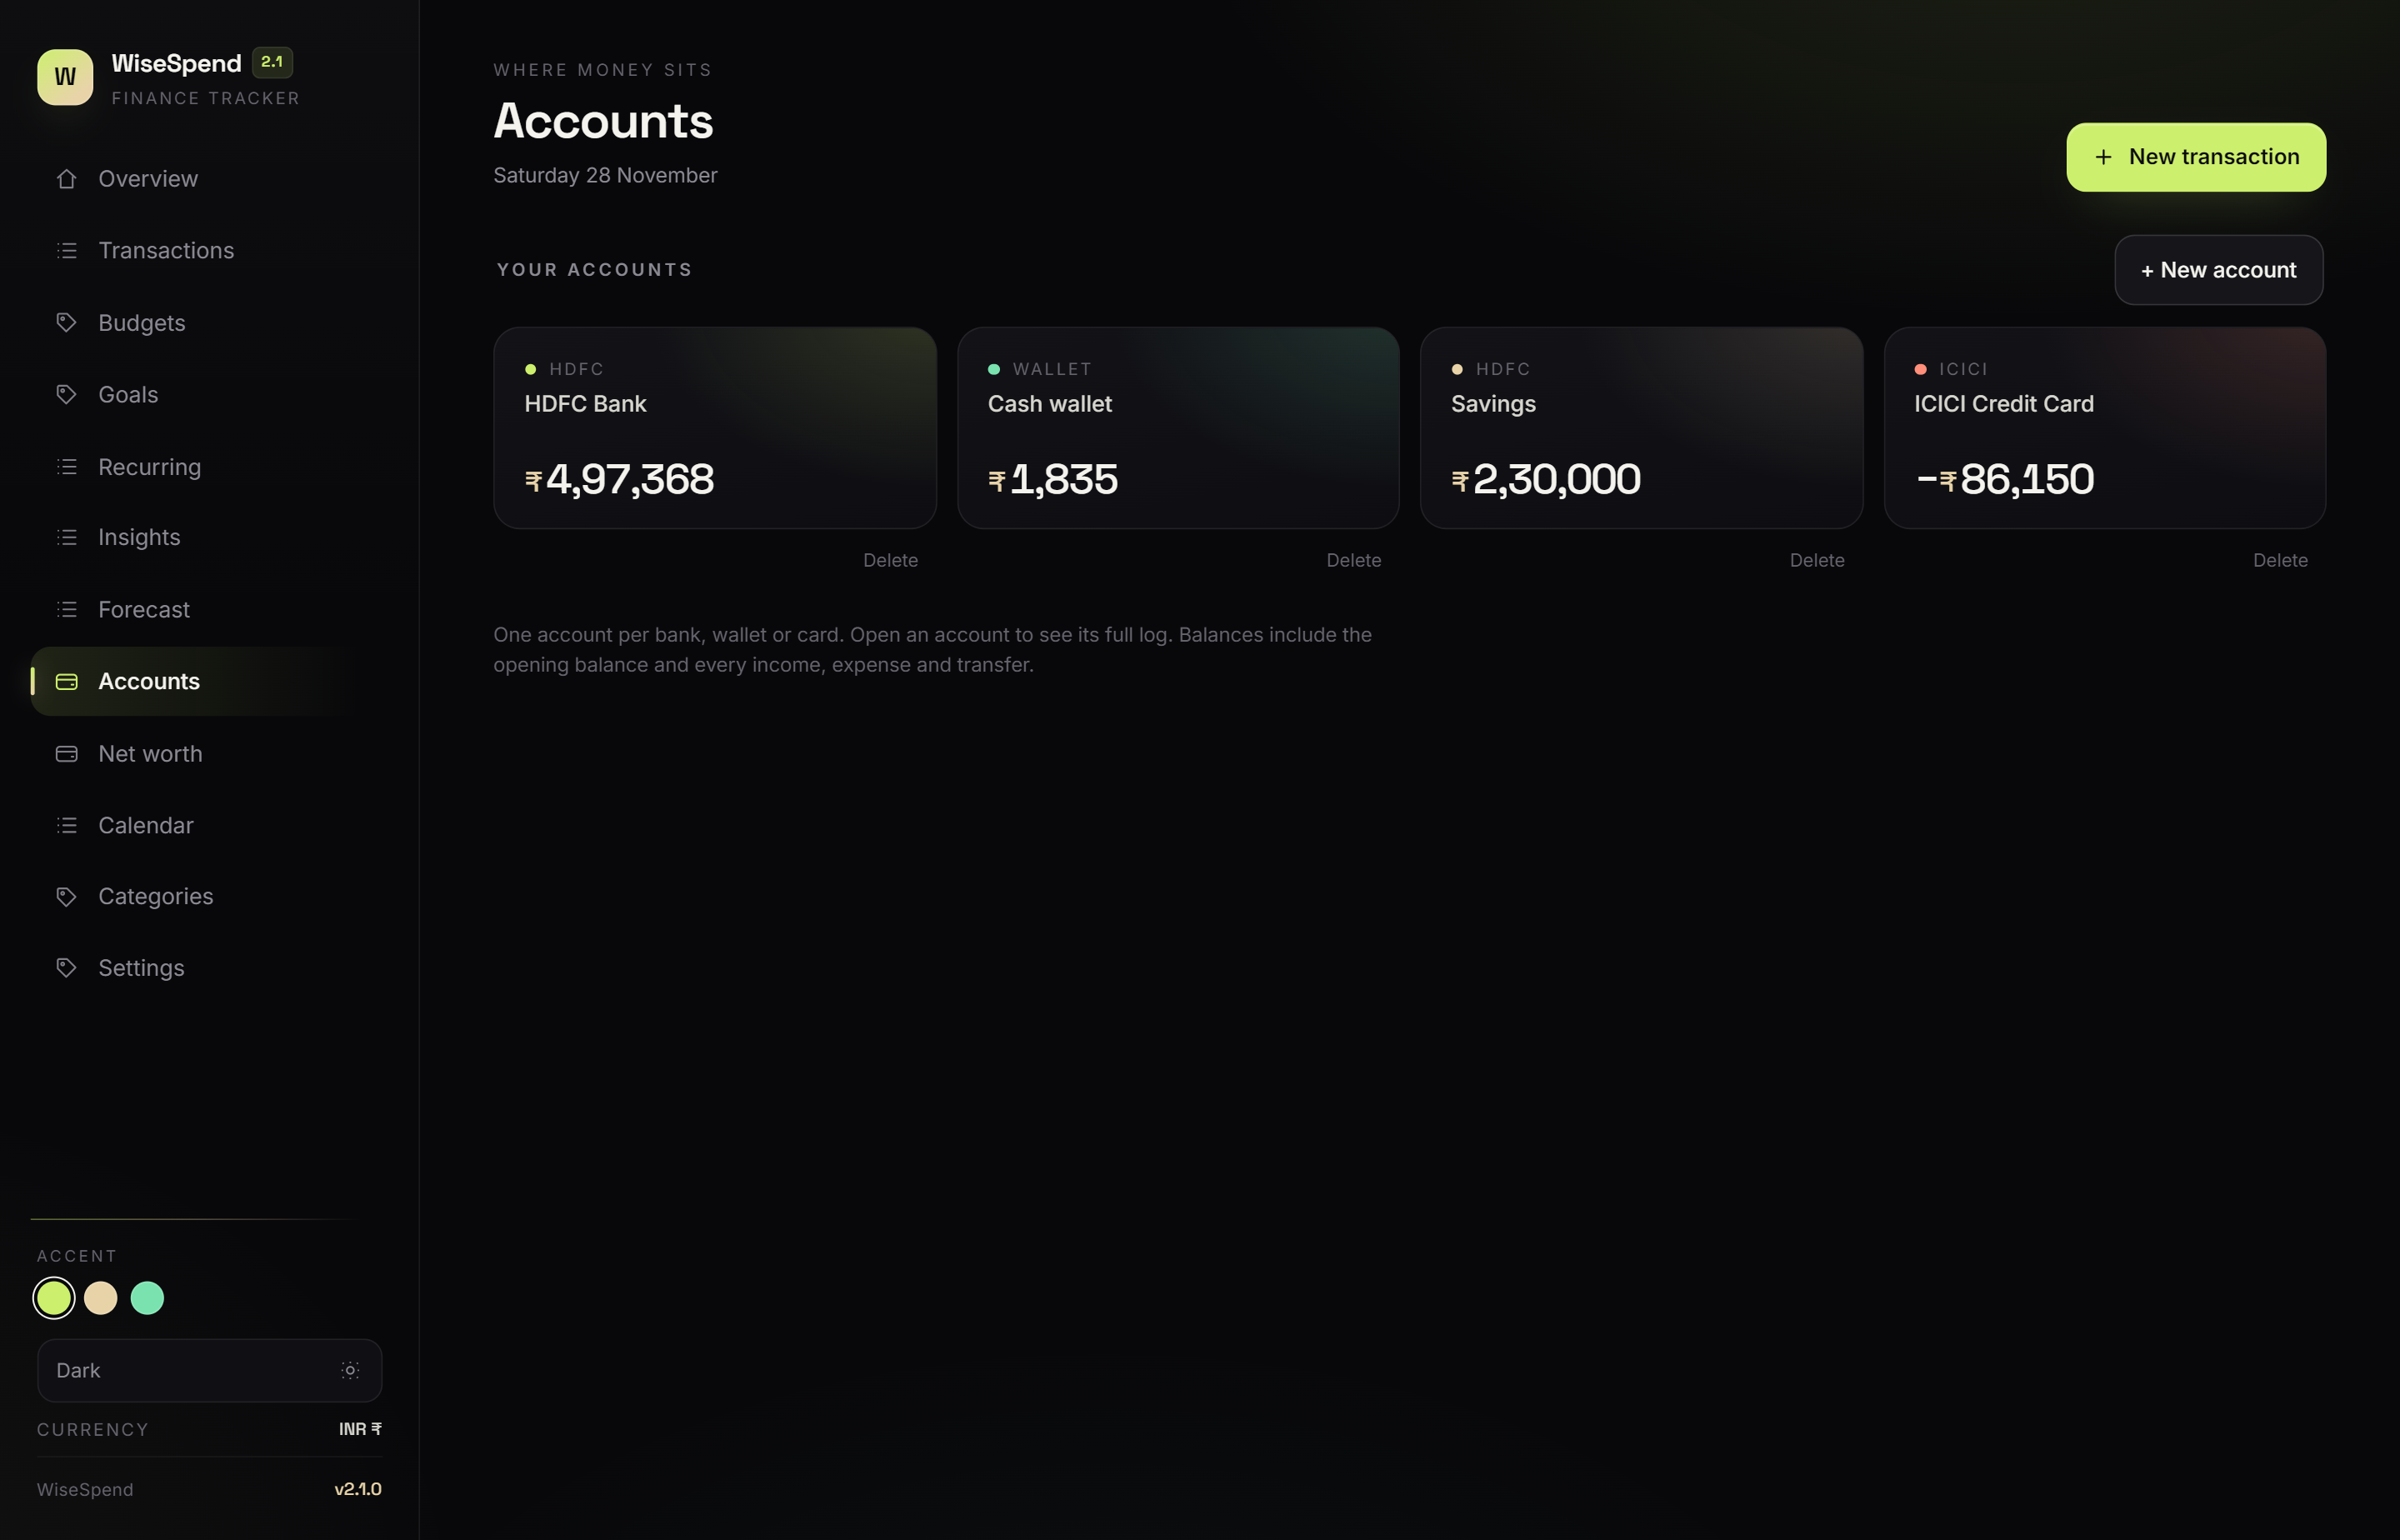 W
WiseSpend 2.1
FINANCE TRACKER
Overview
Transactions
Budgets
Goals
Recurring
Insights
Forecast
Accounts
Net worth
Calendar
Categories
Settings
ACCENT
Dark
CURRENCY INR ₹
WiseSpend v2.1.0
WHERE MONEY SITS
Accounts
Saturday 28 November
+ New transaction
YOUR ACCOUNTS
+ New account
HDFC
HDFC Bank
₹4,97,368
Delete
WALLET
Cash wallet
₹1,835
Delete
HDFC
Savings
₹2,30,000
Delete
ICICI
ICICI Credit Card
−₹86,150
Delete
One account per bank, wallet or card. Open an account to see its full log. Balances include the
opening balance and every income, expense and transfer.